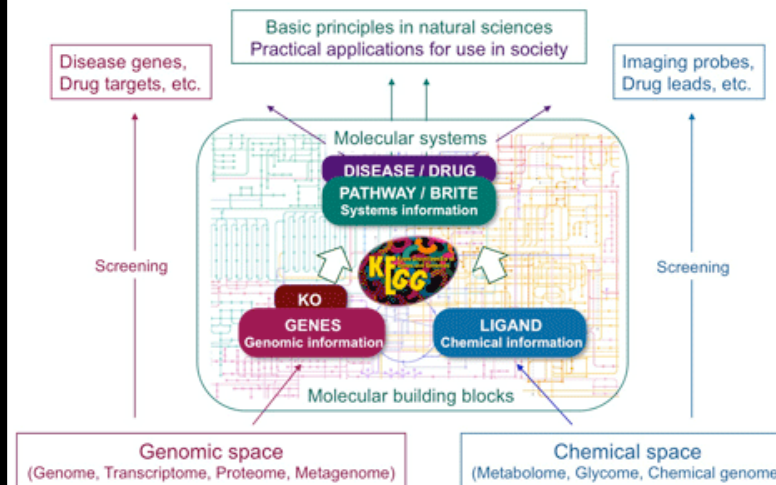 Basic principles in natural sciences
Practical applications for use in society
Disease genes,
Drug targets, etc.
Imaging probes,
Drug leads, etc.
Molecular systems
DISEASE / DRUG
PATHWAY / BRITE
Systems information
Screening
Screening
KEGG
KO
GENES
Genomic information
LIGAND
Chemical information
Molecular building blocks
Genomic space
(Genome, Transcriptome, Proteome, Metagenome)
Chemical space
(Metabolome, Glycome, Chemical genome